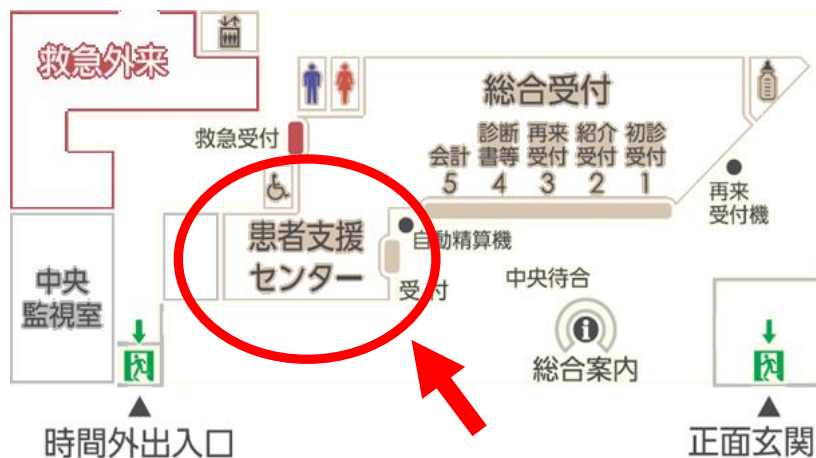 救急外来
総合受付
救急受付
会計
5
診断
書等
4
再来
受付
3
紹介
受付
2
初診
受付
1
再来
受付機
患者支援
センター
自動精算機
受付
中央待合
中央
監視室
総合案内
時間外出入口
正面玄関